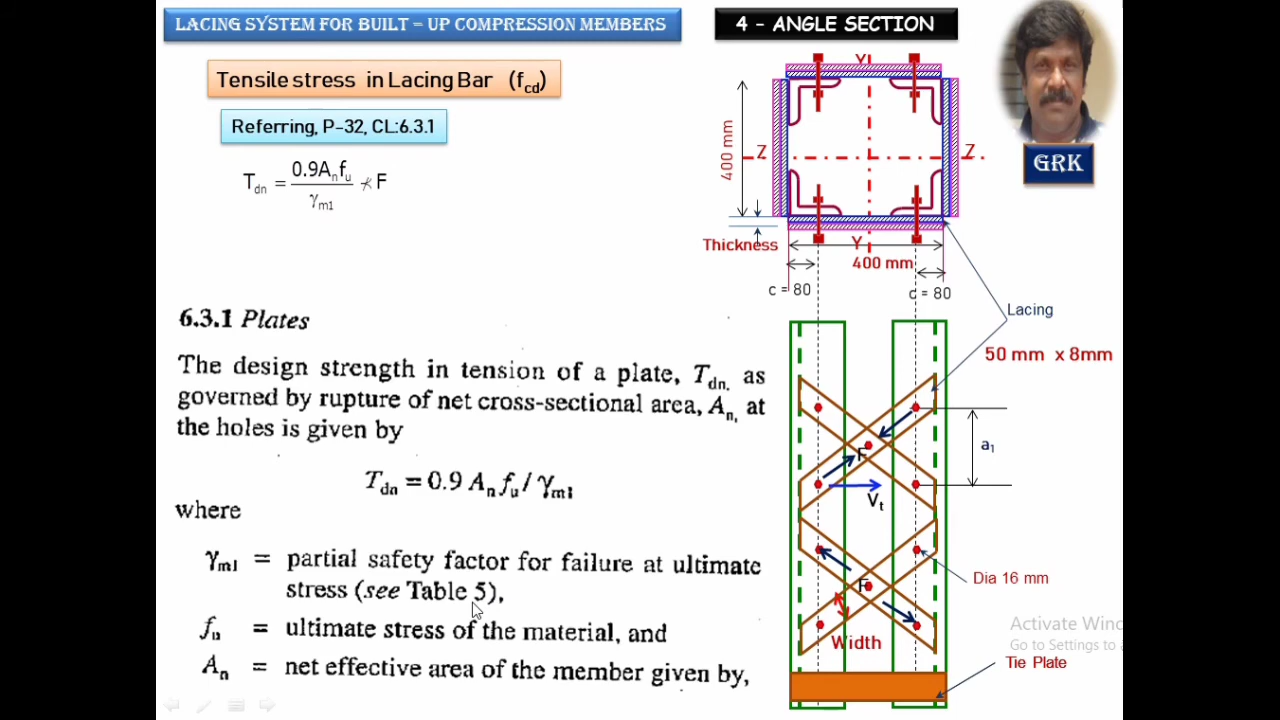 LACING SYSTEM FOR BUILT – UP COMPRESSION MEMBERS
4 - ANGLE SECTION
Tensile stress in Lacing Bar (fcd)
Referring, P-32, CL:6.3.1
Tdn = 0.9Anfu / γm1 ≮ F
GRK
Y
400 mm
Z
Z
Thickness
Y
400 mm
c = 80
c = 80
6.3.1 Plates
The design strength in tension of a plate, Tdn, as
governed by rupture of net cross-sectional area, An, at
the holes is given by
Tdn = 0.9 An fu / γm1
where
γm1 = partial safety factor for failure at ultimate
stress (see Table 5),
fu = ultimate stress of the material, and
An = net effective area of the member given by,
Lacing
50 mm x 8mm
a1
F
Vt
F
Dia 16 mm
Width
Activate Winc
Go to Settings to
Tie Plate